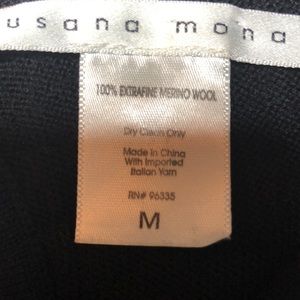 usana mona
100% EXTRAFINE MERINO WOOL
Dry Clean Only
Made in China
With Imported
Italian Yarn
RN# 96335
M